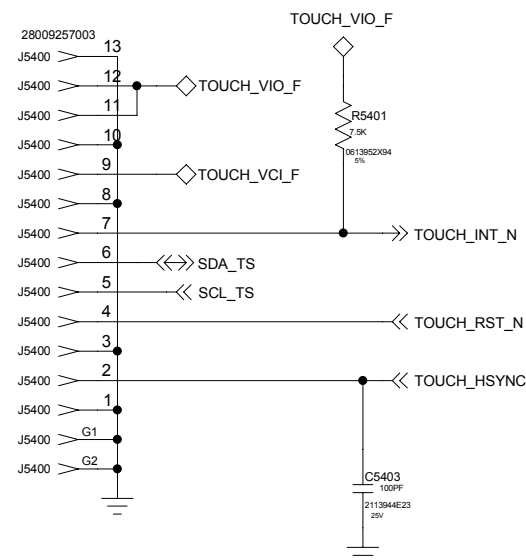 TOUCH_VIO_F
28009257003
J5400 13
J5400 12 TOUCH_VIO_F
J5400 11
R5401
7.5K
0613952X94
5%
J5400 10
J5400 9 TOUCH_VCI_F
J5400 8
J5400 7 TOUCH_INT_N
J5400 6 SDA_TS
J5400 5 SCL_TS
J5400 4 TOUCH_RST_N
J5400 3
J5400 2 TOUCH_HSYNC
J5400 1
J5400 G1
J5400 G2
C5403
100PF
2113944E23
25V